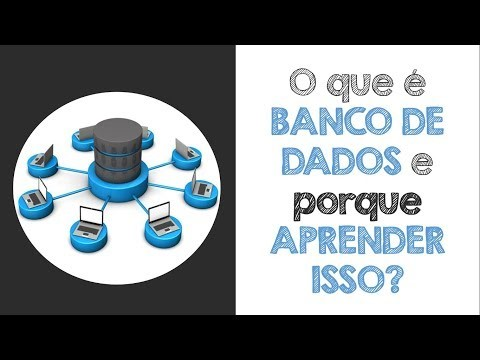 O que é
BANCO DE
DADOS e
porque
APRENDER
ISSO?